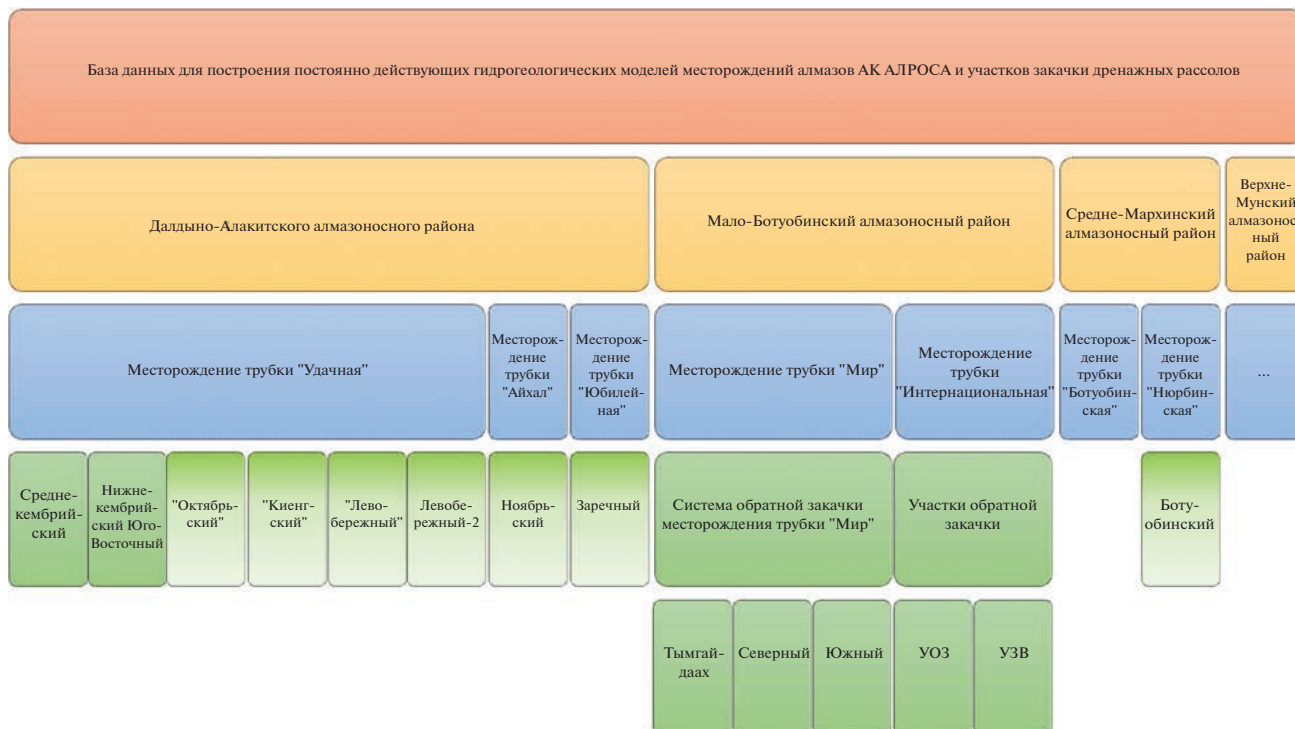 База данных для построения постоянно действующих гидрогеологических моделей месторождений алмазов АК АЛРОСА и участков закачки дренажных рассолов
Далдыно-Алакитского алмазоносного района
Мало-Ботуобинский алмазоносный район
Средне-Мархинский
алмазоносный район
Верхне-
Мунский
алмазонос
ный
район
Месторождение трубки "Удачная"
Месторож-
дение
трубки
"Айхал"
Месторож-
дение
трубки
"Юбилей-
ная"
Месторождение трубки "Мир"
Месторождение
трубки
"Интернациональная"
Месторож-
дение
трубки
"Ботуобин-
ская"
Месторож-
дение
трубки
"Нюрбин-
ская"
...
Средне-
кембрий-
ский
Нижне-
кембрий-
ский Юго-
Восточный
"Октябрь-
ский"
"Киенг-
ский"
"Лево-
бережный"
Левобе-
режный-2
Ноябрь-
ский
Заречный
Система обратной закачки
месторождения трубки "Мир"
Участки обратной
закачки
Боту-
обинский
Тымгай-
даах
Северный
Южный
УОЗ
УЗВ